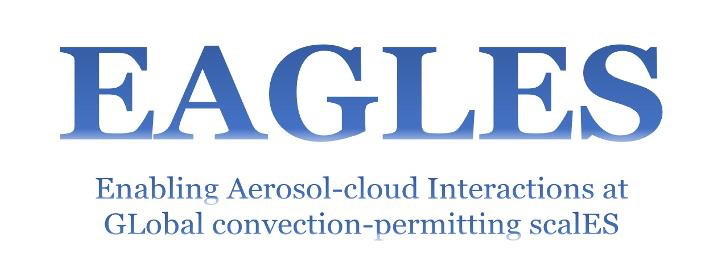 EAGLES
Enabling Aerosol-cloud Interactions at
GLobal convection-permitting scalES